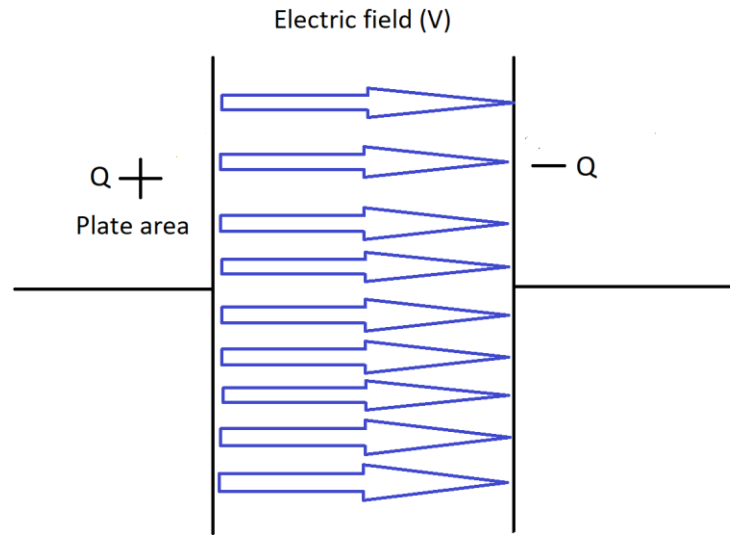 Electric field (V)
Q +
Plate area
— Q